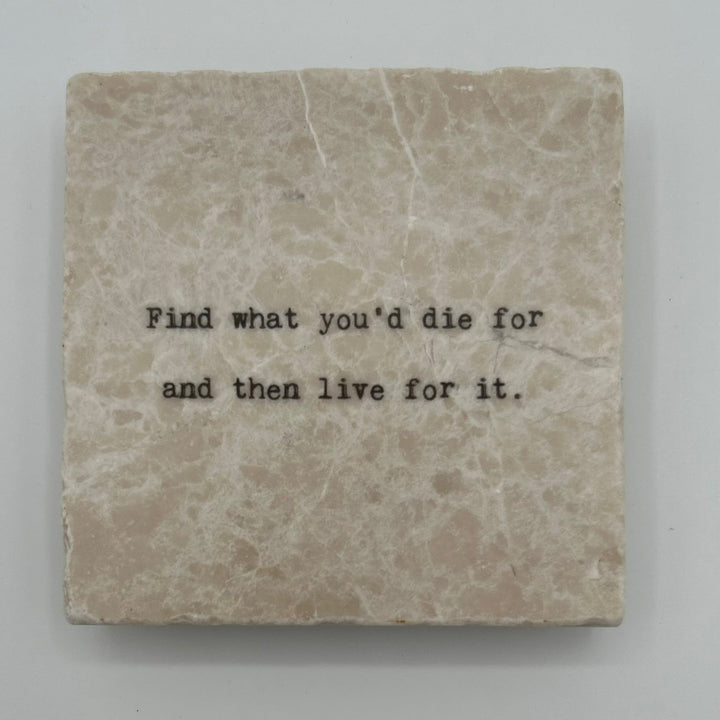 Find what you'd die for
and then live for it.